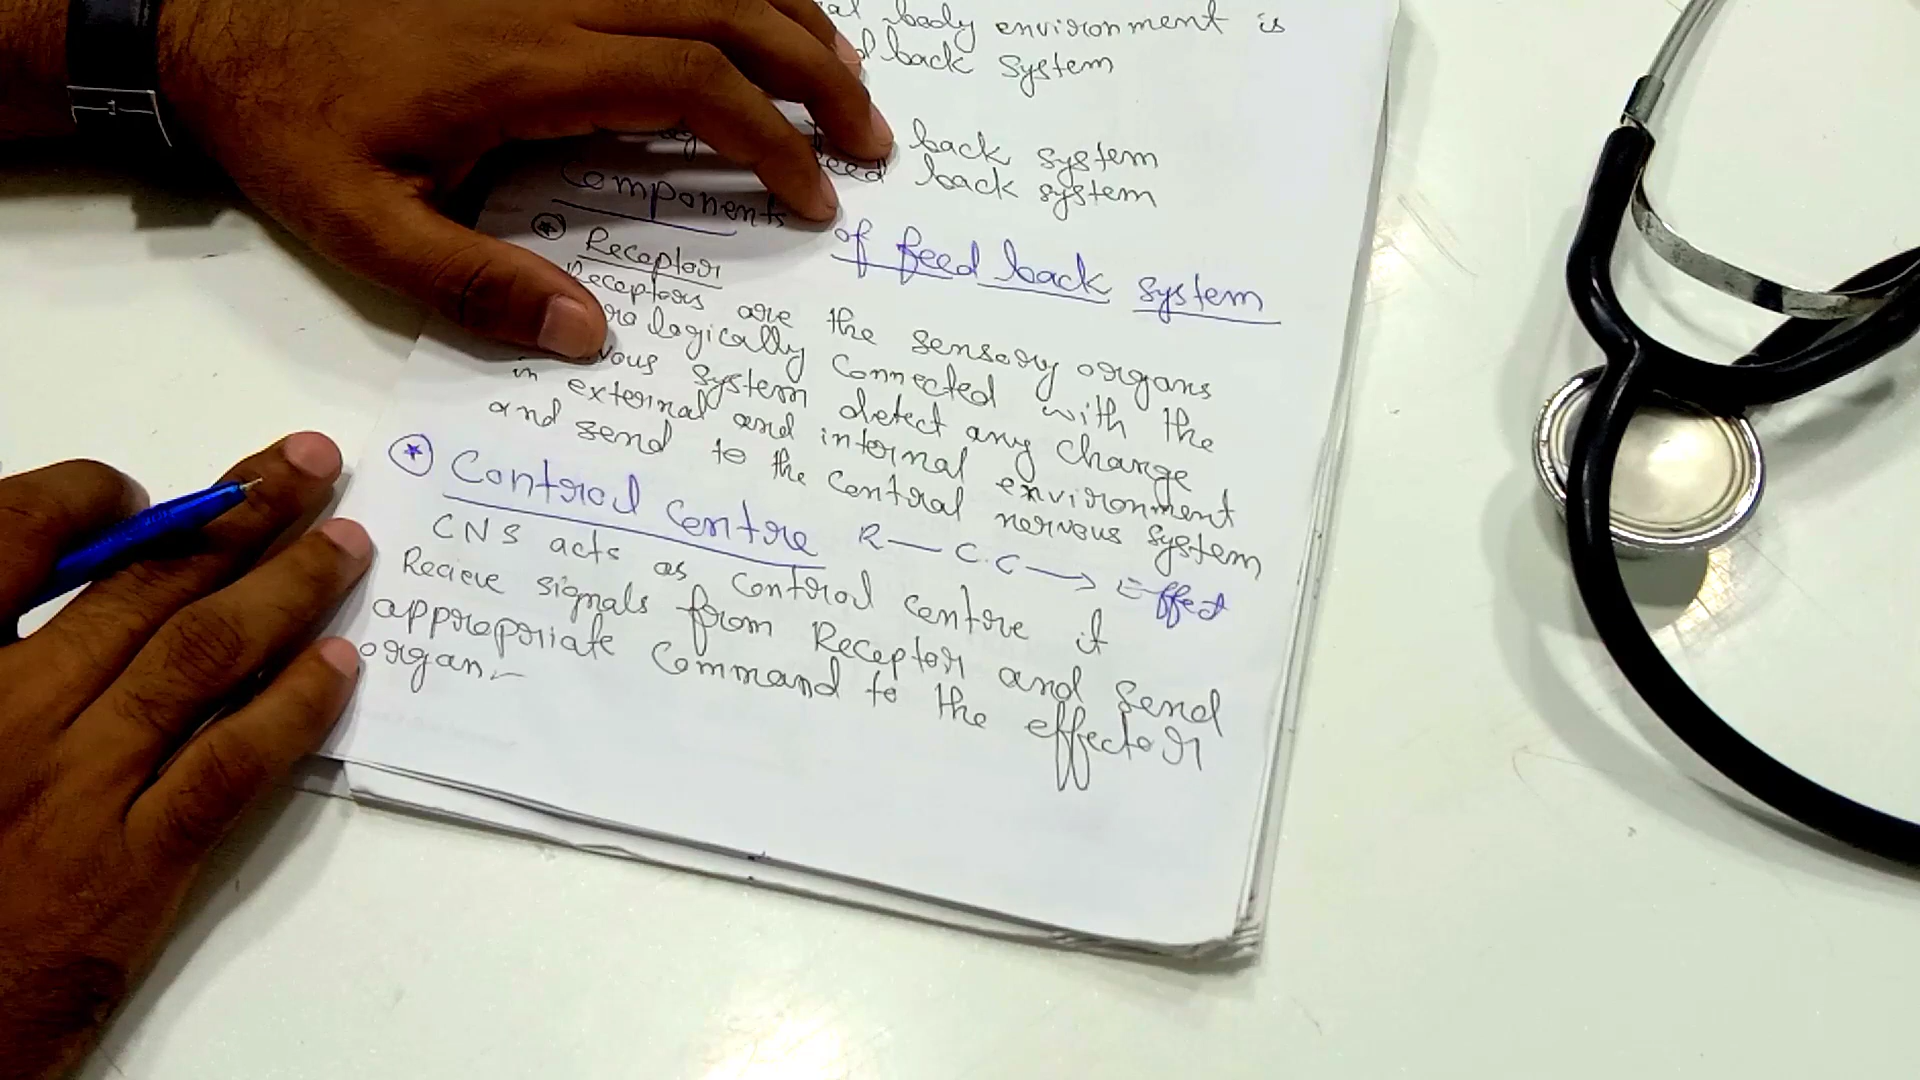 body environment is
back system
back system
feed back system
Components of feed back system
Receptor
Receptors are the sensory organs
logically connected with the
system detect any change
in external and internal environment
and send to the central nervous system
Control Centre R — C.C → Effect
CNS acts as control centre it
Recieve signals from Receptor and send
appropriate command to the effector
organ.